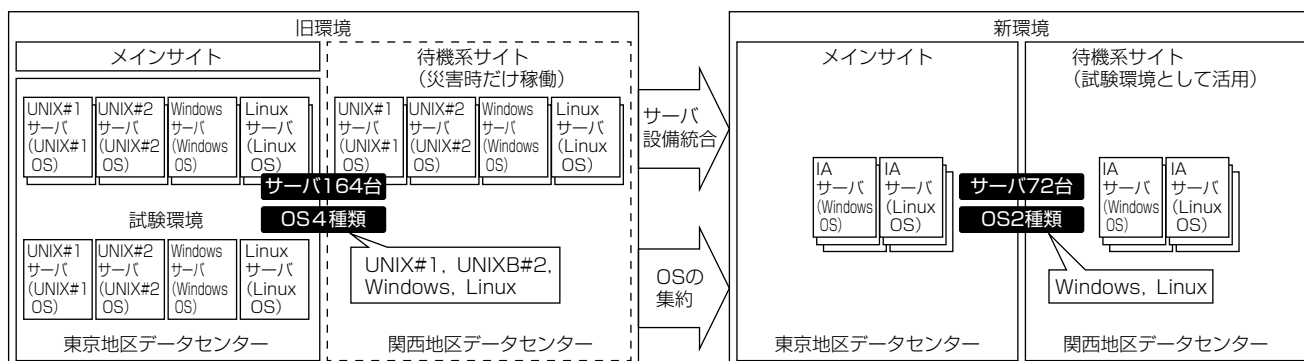 旧環境
メインサイト
UNIX#1
サーバ
(UNIX#1
OS)
UNIX#2
サーバ
(UNIX#2
OS)
Windows
サーバ
(Windows
OS)
Linux
サーバ
(Linux
OS)
試験環境
UNIX#1
サーバ
(UNIX#1
OS)
UNIX#2
サーバ
(UNIX#2
OS)
Windows
サーバ
(Windows
OS)
Linux
サーバ
(Linux
OS)
東京地区データセンター
待機系サイト
(災害時だけ稼働)
UNIX#1
サーバ
(UNIX#1
OS)
UNIX#2
サーバ
(UNIX#2
OS)
Windows
サーバ
(Windows
OS)
Linux
サーバ
(Linux
OS)
サーバ164台
OS4種類
UNIX#1, UNIXB#2,
Windows, Linux
関西地区データセンター
サーバ
設備統合
OSの
集約
新環境
メインサイト
IA
サーバ
(Windows
OS)
IA
サーバ
(Linux
OS)
東京地区データセンター
待機系サイト
(試験環境として活用)
IA
サーバ
(Windows
OS)
IA
サーバ
(Linux
OS)
サーバ72台
OS2種類
Windows, Linux
関西地区データセンター